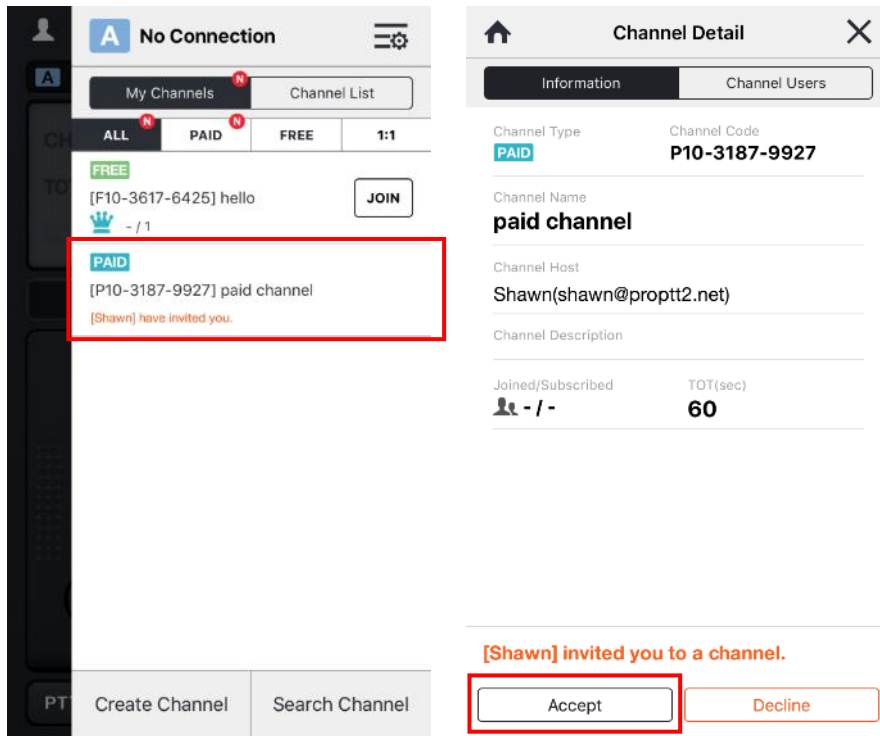 A No Connection
N
My Channels Channel List
N N
ALL PAID FREE 1:1
FREE
[F10-3617-6425] hello
JOIN
- / 1
PAID
[P10-3187-9927] paid channel
[Shawn] have invited you.
Create Channel Search Channel
A
CH
TO
PT
Channel Detail
Information Channel Users
Channel Type Channel Code
PAID P10-3187-9927
Channel Name
paid channel
Channel Host
Shawn(shawn@proptt2.net)
Channel Description
Joined/Subscribed TOT(sec)
- / - 60
[Shawn] invited you to a channel.
Accept Decline